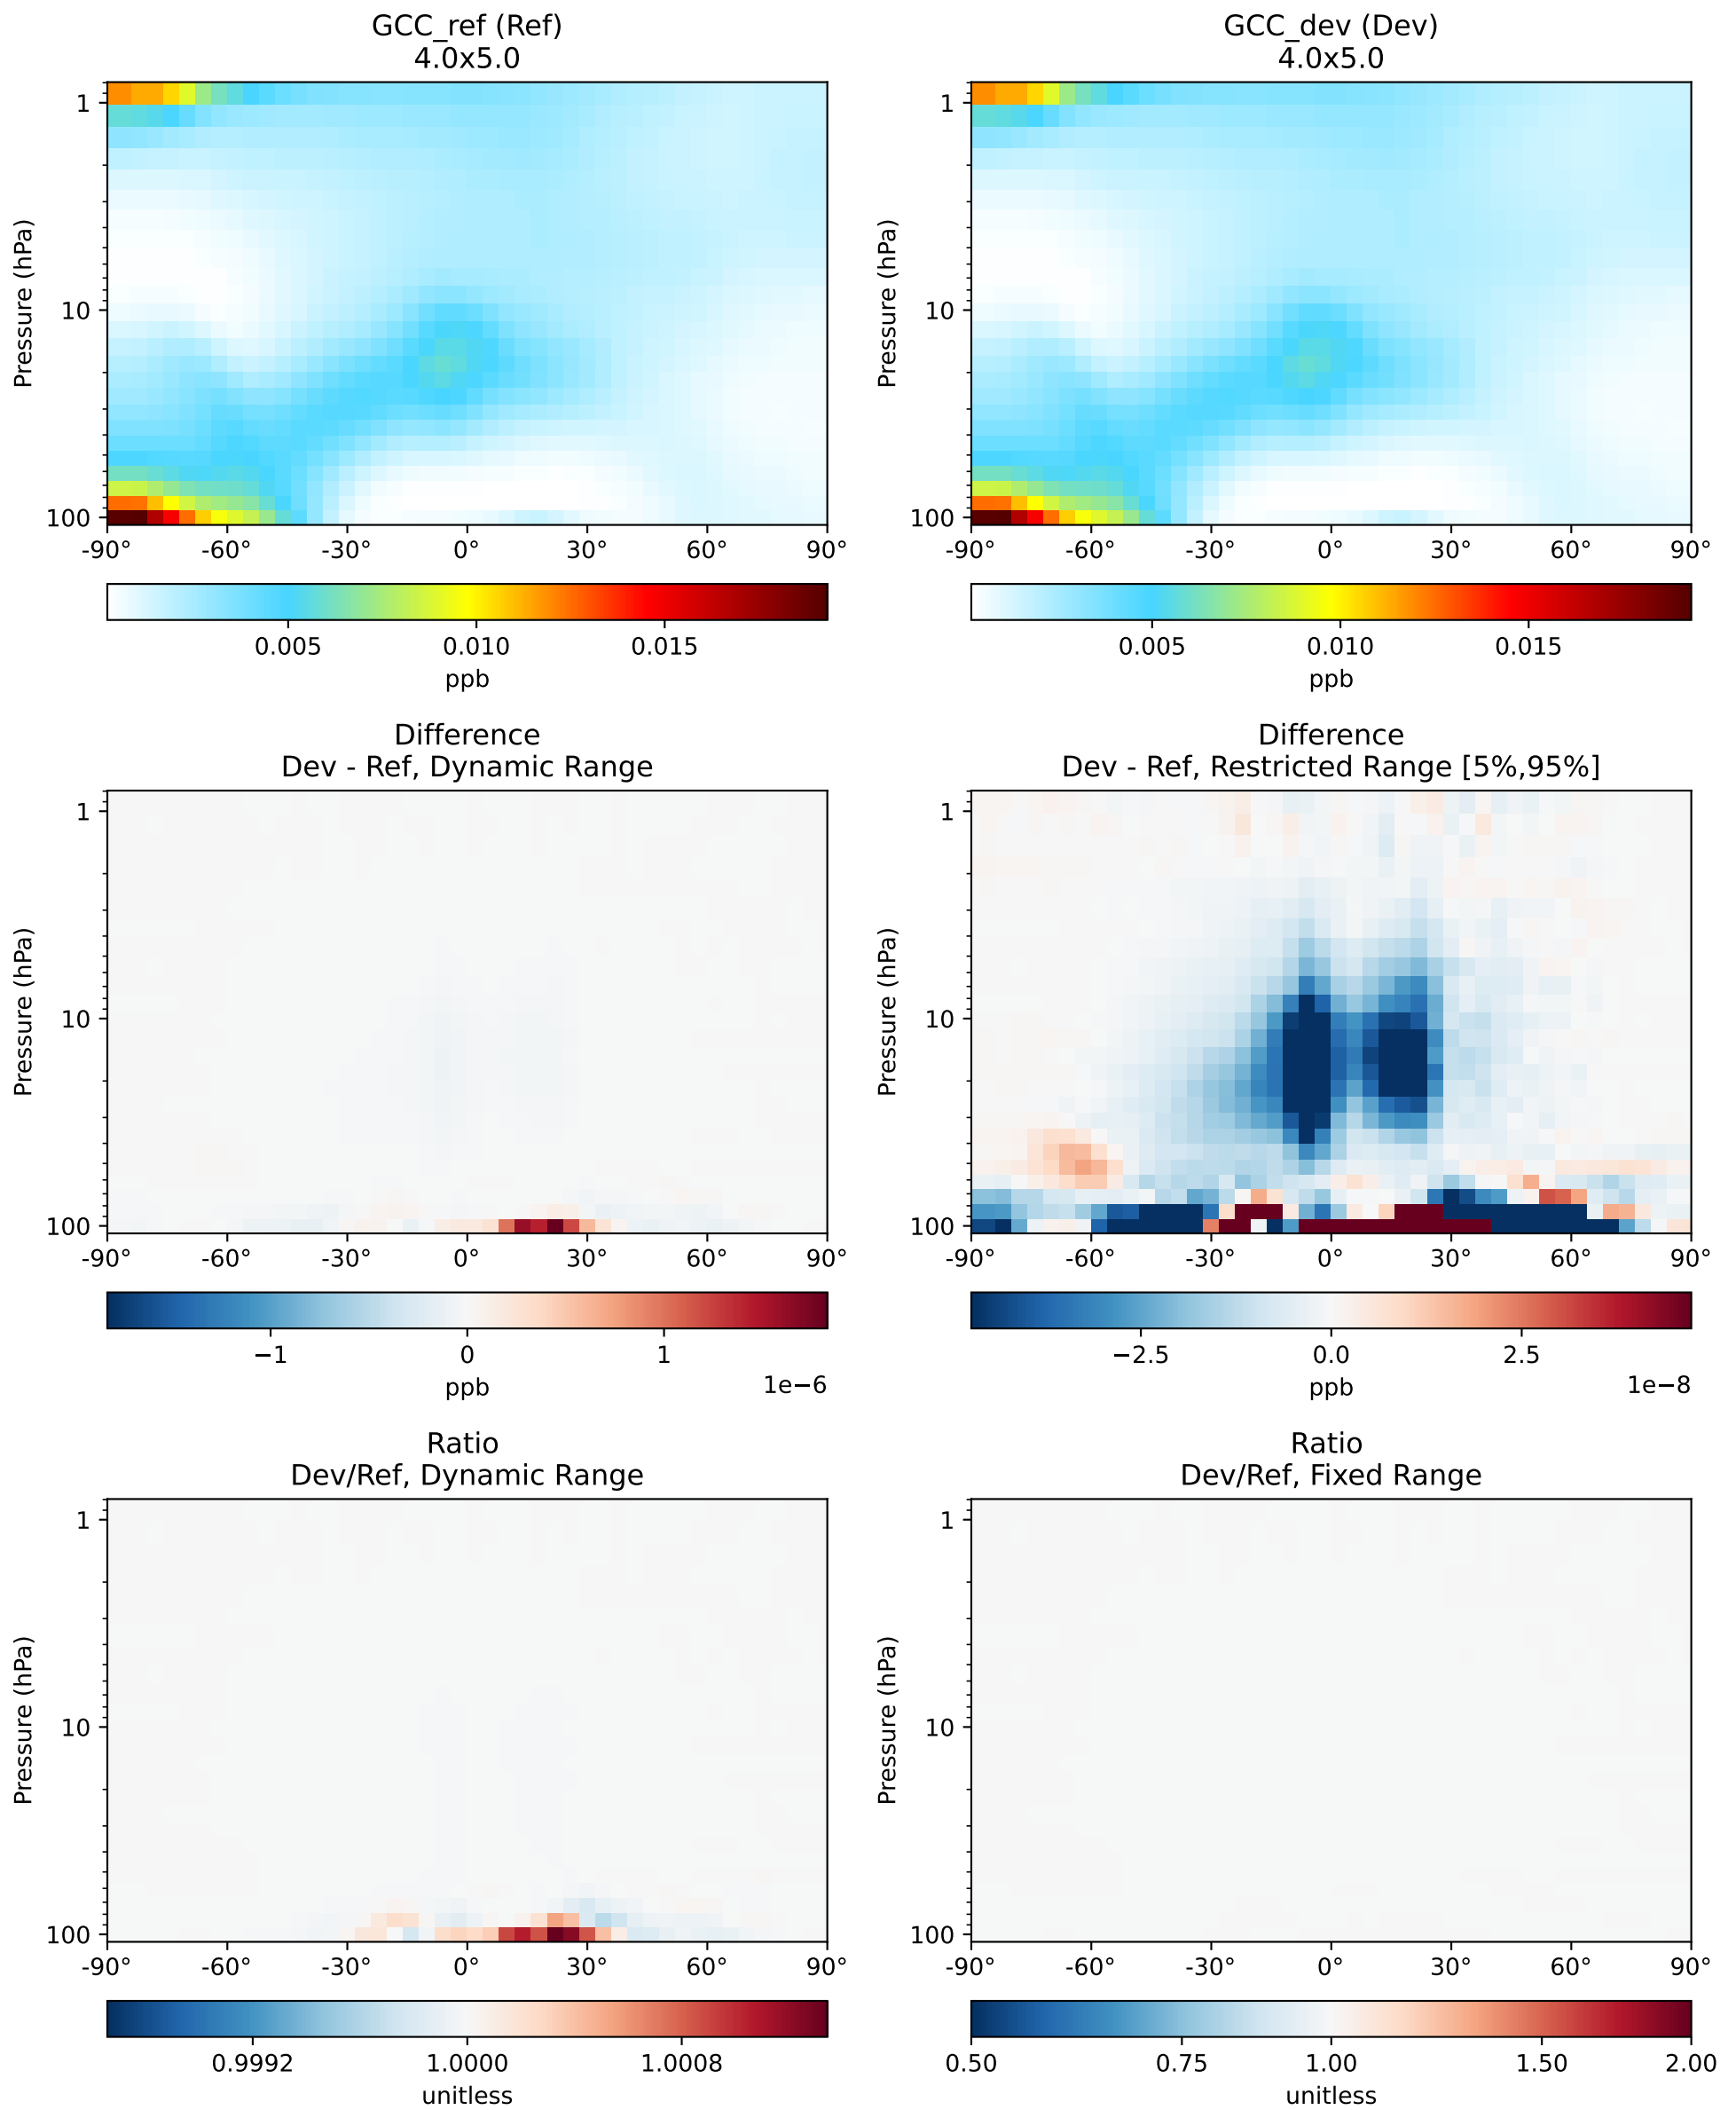 GCC_ref (Ref)
4.0x5.0
Pressure (hPa)
1
10
100
-90° -60° -30° 0° 30° 60° 90°
0.005 0.010 0.015
ppb
GCC_dev (Dev)
4.0x5.0
Pressure (hPa)
1
10
100
-90° -60° -30° 0° 30° 60° 90°
0.005 0.010 0.015
ppb
Difference
Dev - Ref, Dynamic Range
Pressure (hPa)
1
10
100
-90° -60° -30° 0° 30° 60° 90°
−1 0 1
ppb
1e−6
Difference
Dev - Ref, Restricted Range [5%,95%]
Pressure (hPa)
1
10
100
-90° -60° -30° 0° 30° 60° 90°
−2.5 0.0 2.5
ppb
1e−8
Ratio
Dev/Ref, Dynamic Range
Pressure (hPa)
1
10
100
-90° -60° -30° 0° 30° 60° 90°
0.9992 1.0000 1.0008
unitless
Ratio
Dev/Ref, Fixed Range
Pressure (hPa)
1
10
100
-90° -60° -30° 0° 30° 60° 90°
0.50 0.75 1.00 1.50 2.00
unitless